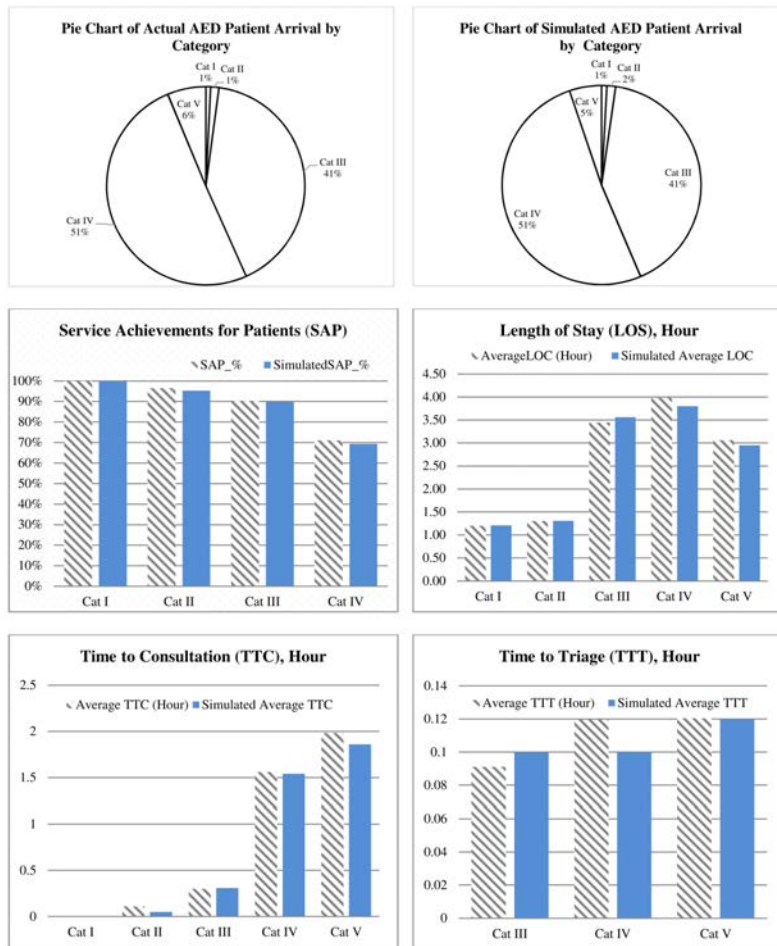 Pie Chart of Actual AED Patient Arrival by
Category
Cat I
1%
Cat II
1%
Cat V
6%
Cat III
41%
Cat IV
51%
Pie Chart of Simulated AED Patient Arrival
by Category
Cat I
1%
Cat II
2%
Cat V
5%
Cat III
41%
Cat IV
51%
Service Achievements for Patients (SAP)
SAP_% SimulatedSAP_%
100%
90%
80%
70%
60%
50%
40%
30%
20%
10%
0%
Cat I Cat II Cat III Cat IV
Length of Stay (LOS), Hour
AverageLOC (Hour) Simulated Average LOC
4.50
4.00
3.50
3.00
2.50
2.00
1.50
1.00
0.50
0.00
Cat I Cat II Cat III Cat IV Cat V
Time to Consultation (TTC), Hour
2.5
Average TTC (Hour) Simulated Average TTC
2
1.5
1
0.5
0
Cat I Cat II Cat III Cat IV Cat V
Time to Triage (TTT), Hour
0.14
Average TTT (Hour) Simulated Average TTT
0.12
0.1
0.08
0.06
0.04
0.02
0
Cat III Cat IV Cat V